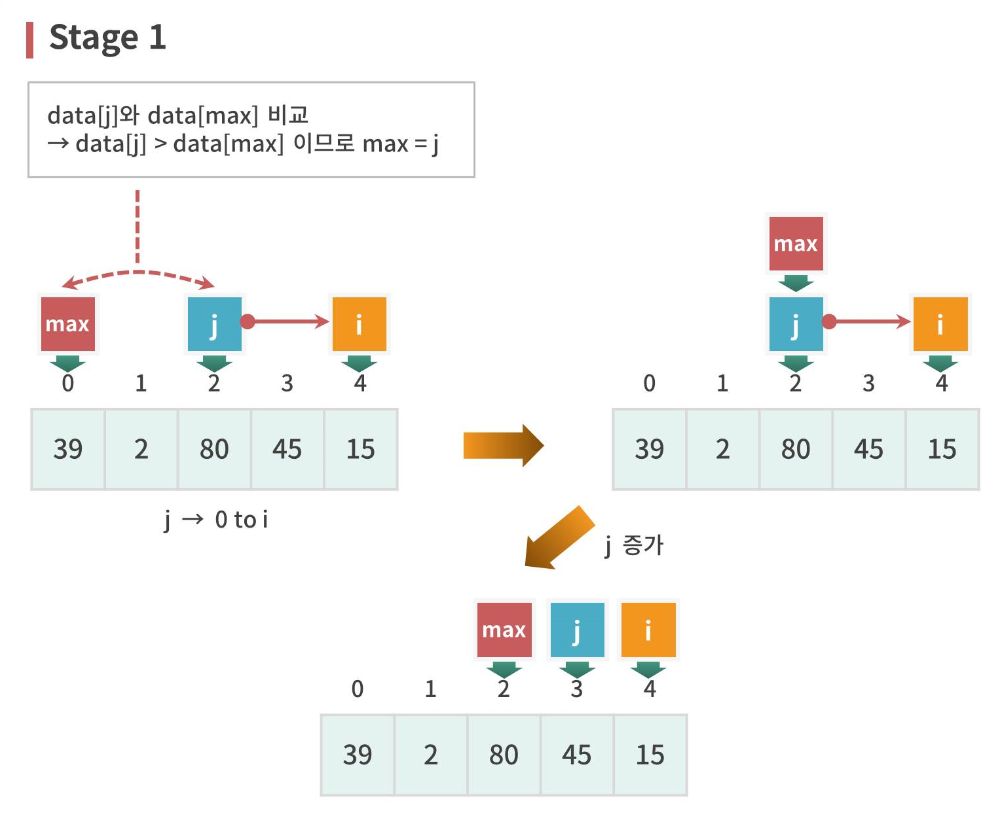 Stage 1
data[j]와 data[max] 비교
→ data[j] > data[max] 이므로 max = j
max j i
0 1 2 3 4
39 2 80 45 15
j → 0 to i
max
j i
0 1 2 3 4
39 2 80 45 15
j 증가
max j i
0 1 2 3 4
39 2 80 45 15